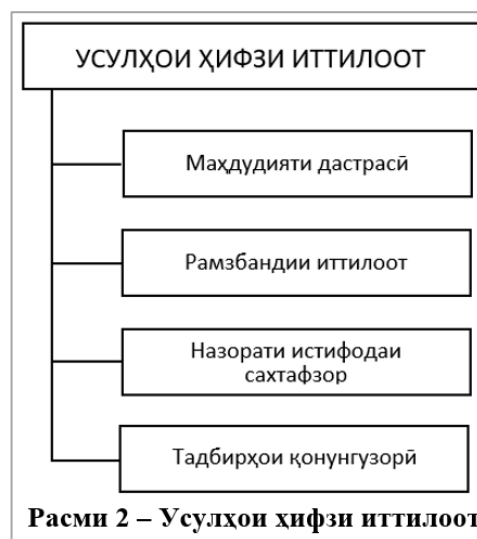 УСУЛҲОИ ҲИФЗИ ИТТИЛООТ
Маҳдудияти дастрасӣ
Рамзбандии иттилоот
Назорати истифодаи
сахтафзор
Тадбирҳои қонунгузорӣ
Расми 2 – Усулҳои ҳифзи иттилоот